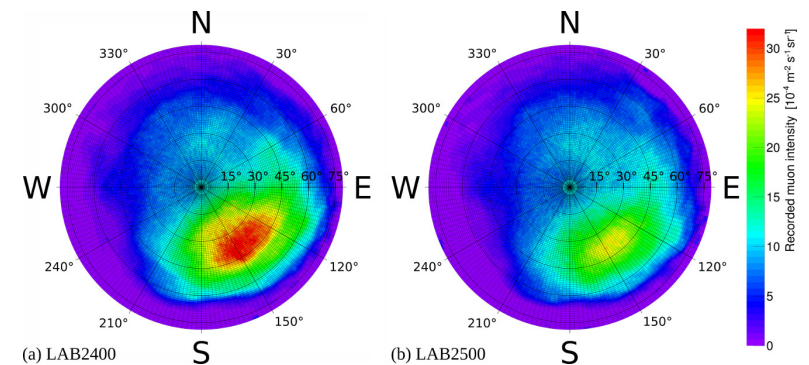 N
N
330°
30°
330°
30°
300°
60°
300°
60°
W
15° 30° 45° 60° 75°
E
W
15° 30° 45° 60° 75°
E
240°
120°
240°
120°
210°
150°
210°
150°
(a) LAB2400
S
(b) LAB2500
S
30
25
20
15
10
5
0
Recorded muon intensity [10⁻⁴ m⁻² s⁻¹ sr⁻¹]